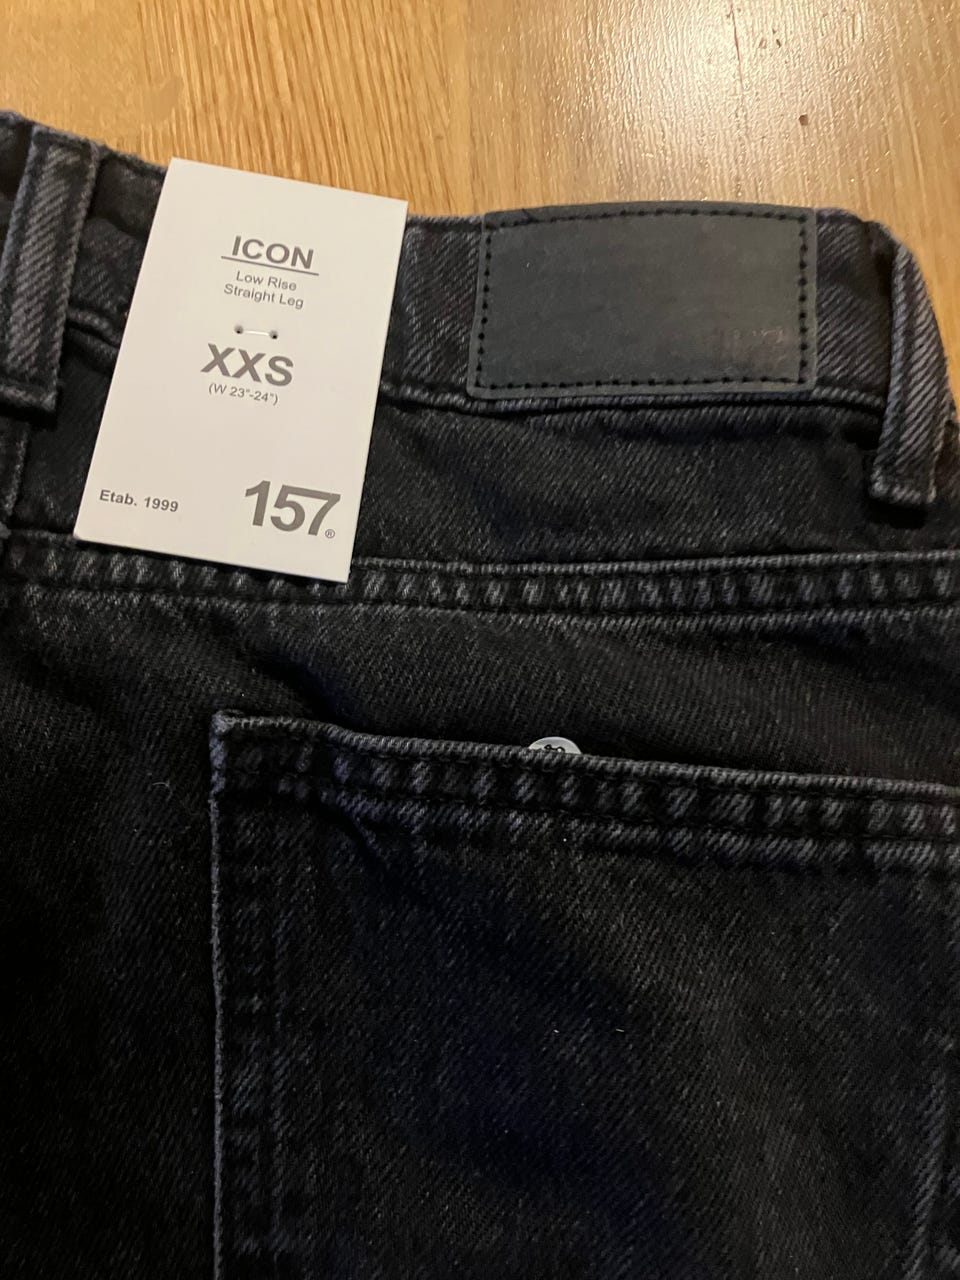 ICON
Low Rise
Straight Leg
XXS
(W 23"-24")
Etab. 1999
157®